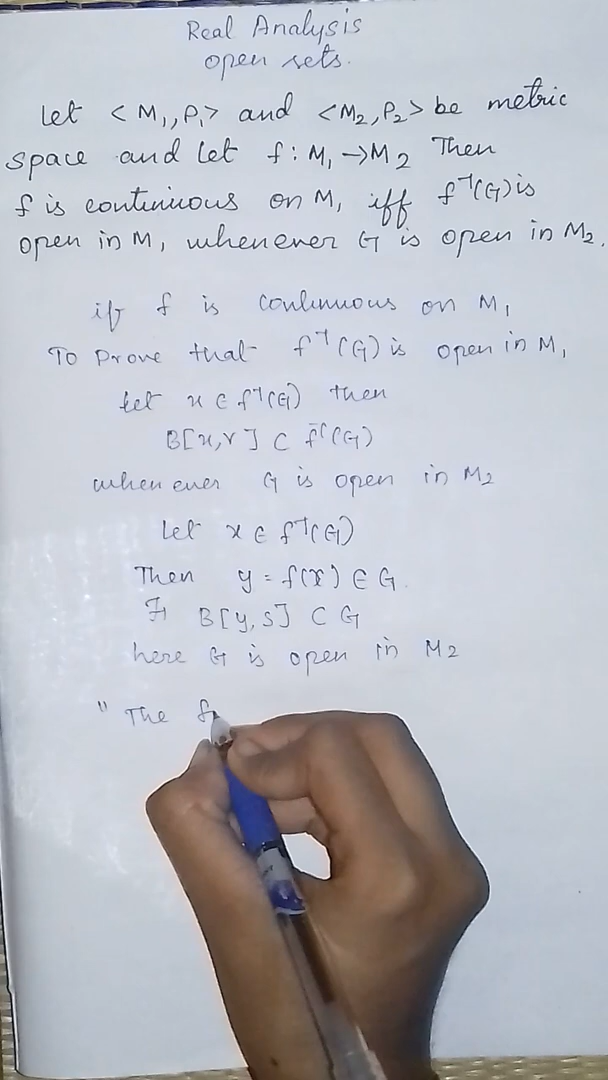 Real Analysis
open sets.
Let < M₁, P₁> and <M₂, P₂> be metric
space and let f : M₁ → M₂ Then
f is continuous on M₁ iff f⁻¹(G) is
open in M₁ whenever G is open in M₂.
if f is continuous on M₁
To prove that f⁻¹(G) is open in M₁
let x ∈ f⁻¹(G) then
B[x, r] ⊂ f⁻¹(G)
when ever G is open in M₂
Let x ∈ f⁻¹(G)
Then y = f(x) ∈ G.
∃ B[y, s] ⊂ G
here G is open in M₂
" The